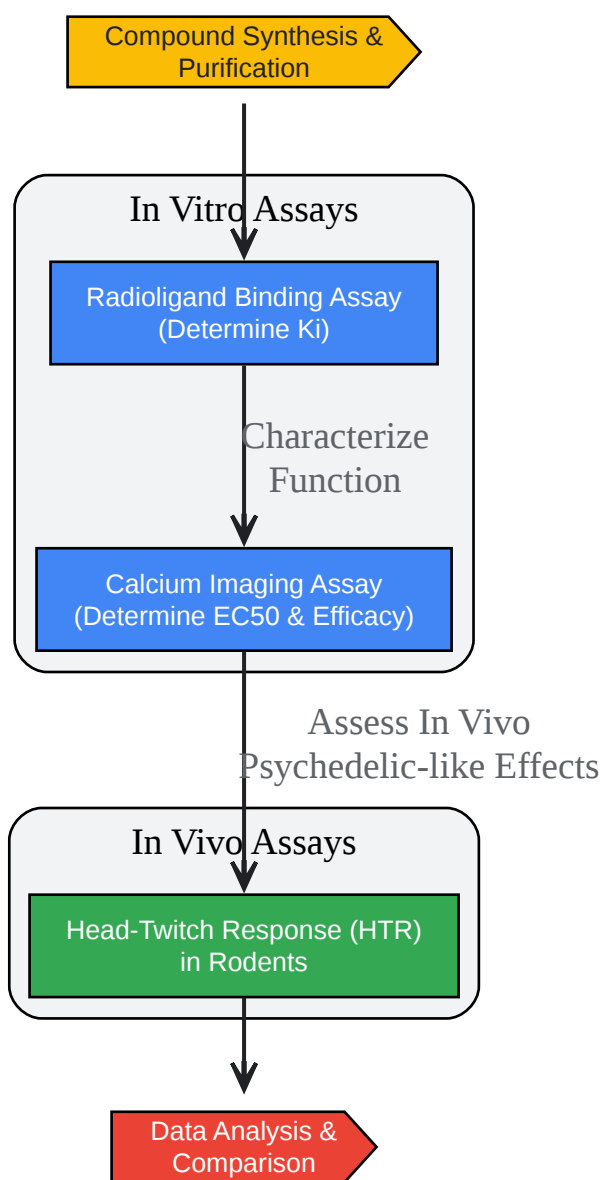 Compound Synthesis &
Purification
In Vitro Assays
Radioligand Binding Assay
(Determine Ki)
Characterize
Function
Calcium Imaging Assay
(Determine EC50 & Efficacy)
Assess In Vivo
Psychedelic-like Effects
In Vivo Assays
Head-Twitch Response (HTR)
in Rodents
Data Analysis &
Comparison